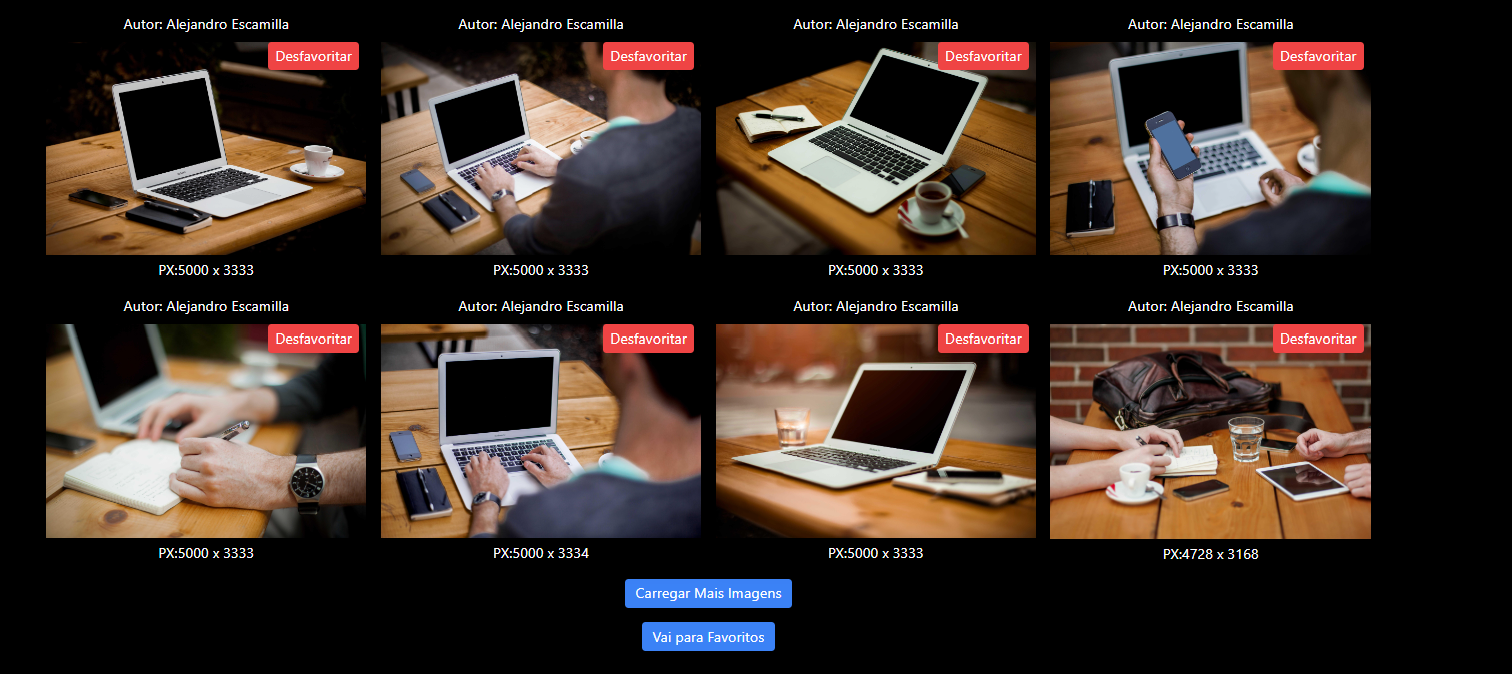 Autor: Alejandro Escamilla
Autor: Alejandro Escamilla
Autor: Alejandro Escamilla
Autor: Alejandro Escamilla
Desfavoritar
Desfavoritar
Desfavoritar
Desfavoritar
PX:5000 x 3333
PX:5000 x 3333
PX:5000 x 3333
PX:5000 x 3333
Autor: Alejandro Escamilla
Autor: Alejandro Escamilla
Autor: Alejandro Escamilla
Autor: Alejandro Escamilla
Desfavoritar
Desfavoritar
Desfavoritar
Desfavoritar
PX:5000 x 3333
PX:5000 x 3334
PX:5000 x 3333
PX:4728 x 3168
Carregar Mais Imagens
Vai para Favoritos